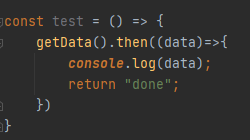 const test = () => {
    getData().then((data)=>{
        console.log(data);
        return "done";
    })
}